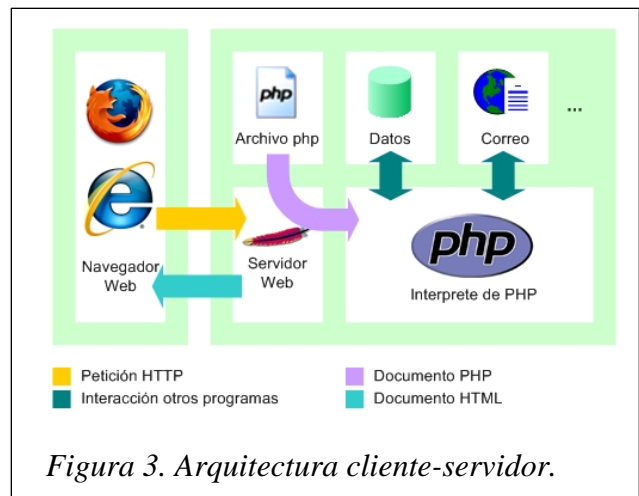 php
Archivo php
Datos
Correo
...
Navegador
Web
Servidor
Web
php
Interprete de PHP
Petición HTTP
Documento PHP
Interacción otros programas
Documento HTML
Figura 3. Arquitectura cliente-servidor.